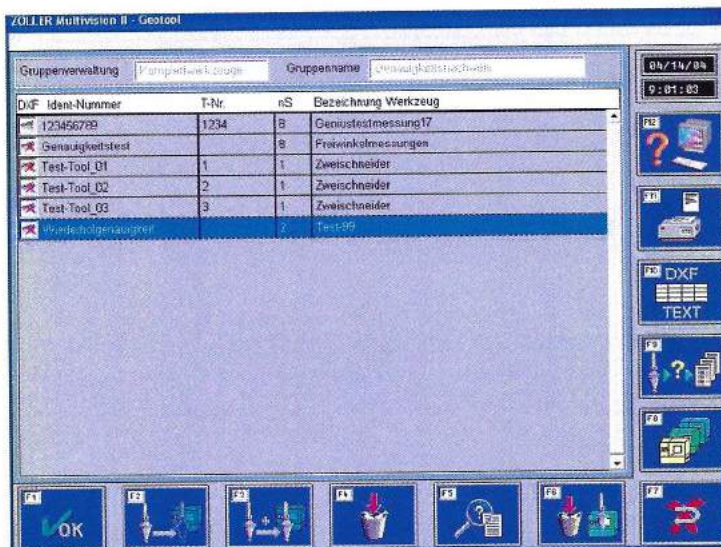 ZOLLER Multivision II - Geotool
Gruppenverwaltung Komplettwerkzeuge Gruppenname Genauigkeitsnachweis
04/14/04
9:01:03
DXF Ident-Nummer T-Nr. nS Bezeichnung Werkzeug
123456789 1234 8 Geniustestmessung17
Genauigkeitstest 8 Freiwinkelmessungen
Test-Tool_01 1 1 Zweischneider
Test-Tool_02 2 1 Zweischneider
Test-Tool_03 3 1 Zweischneider
Wiederholgenauigkeit 2 Test-99
F12
?
F11
F10 DXF
TEXT
F9
?
F8
F1 OK F2 F3 + F4 F5 ? F6 F7